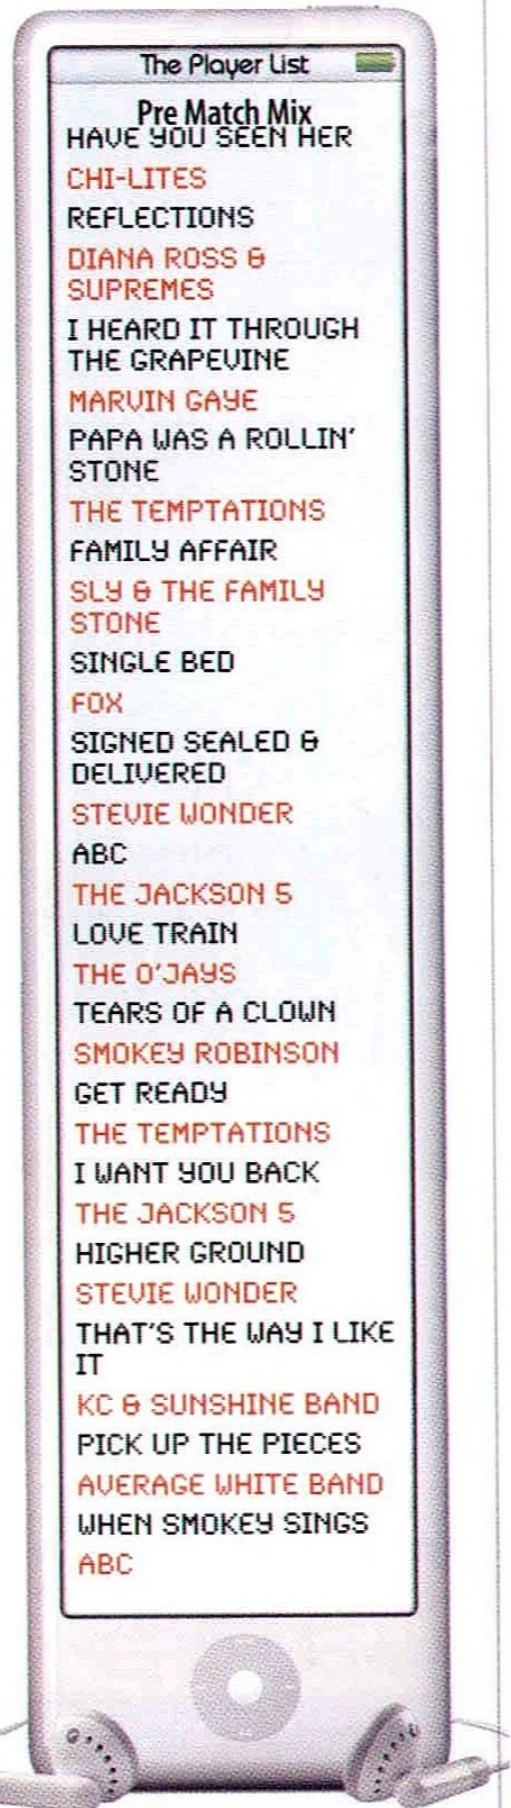 The Player List
Pre Match Mix
HAVE YOU SEEN HER
CHI-LITES
REFLECTIONS
DIANA ROSS &
SUPREMES
I HEARD IT THROUGH
THE GRAPEVINE
MARVIN GAYE
PAPA WAS A ROLLIN'
STONE
THE TEMPTATIONS
FAMILY AFFAIR
SLY & THE FAMILY
STONE
SINGLE BED
FOX
SIGNED SEALED &
DELIVERED
STEVIE WONDER
ABC
THE JACKSON 5
LOVE TRAIN
THE O'JAYS
TEARS OF A CLOWN
SMOKEY ROBINSON
GET READY
THE TEMPTATIONS
I WANT YOU BACK
THE JACKSON 5
HIGHER GROUND
STEVIE WONDER
THAT'S THE WAY I LIKE
IT
KC & SUNSHINE BAND
PICK UP THE PIECES
AVERAGE WHITE BAND
WHEN SMOKEY SINGS
ABC